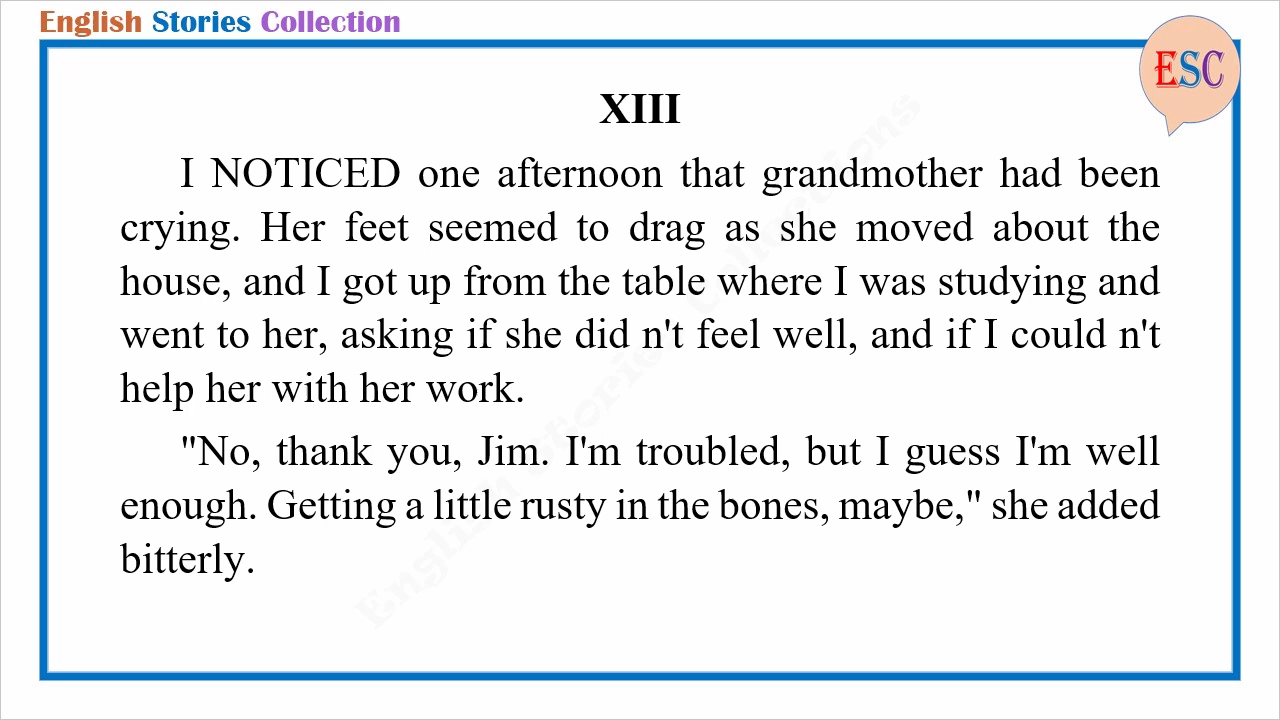 English Stories Collection
ESC
XIII
I NOTICED one afternoon that grandmother had been
crying. Her feet seemed to drag as she moved about the
house, and I got up from the table where I was studying and
went to her, asking if she did n't feel well, and if I could n't
help her with her work.
"No, thank you, Jim. I'm troubled, but I guess I'm well
enough. Getting a little rusty in the bones, maybe," she added
bitterly.
English Stories Collections